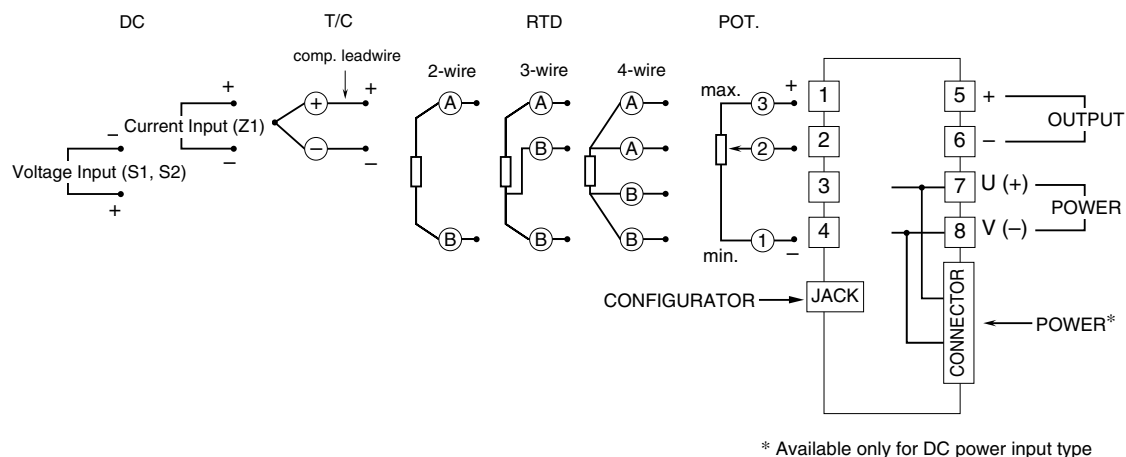 DC
T/C
RTD
POT.
comp. leadwire
2-wire
3-wire
4-wire
+
–
Current Input (Z1)
–
Voltage Input (S1, S2)
+
+
–
+
–
A
B
A
B
B
A
A
B
B
max.
3
+
2
1
min.
–
1
2
3
4
5
+
6
–
OUTPUT
7
U (+)
8
V (–)
POWER
CONFIGURATOR
JACK
CONNECTOR
POWER*
* Available only for DC power input type